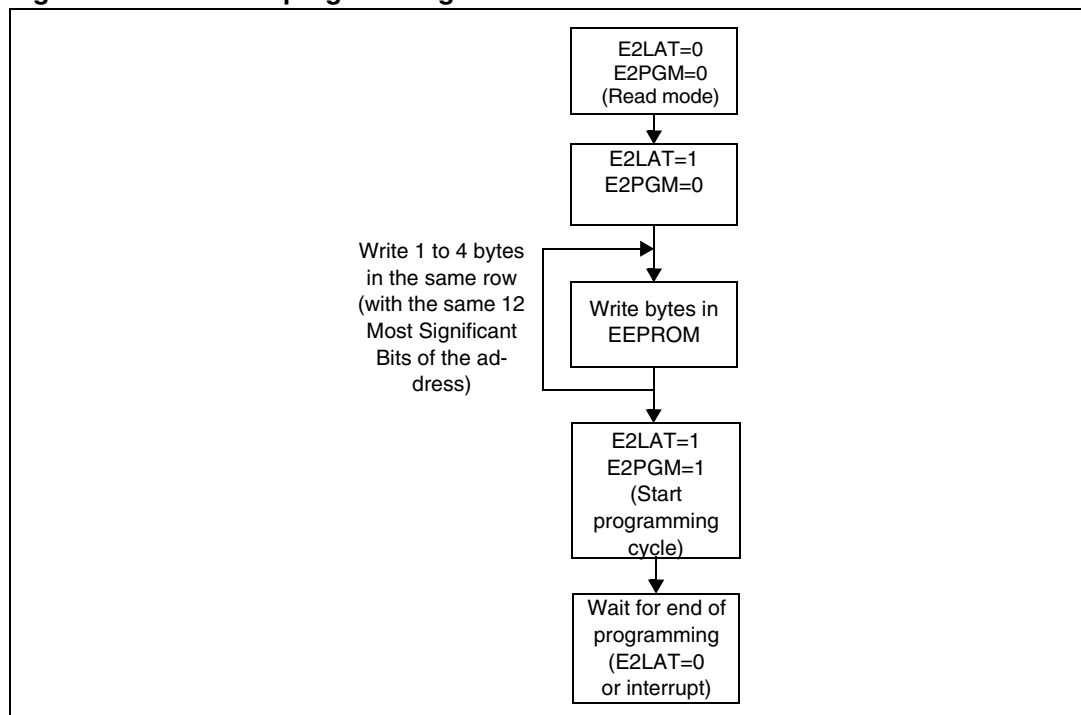 E2LAT=0
E2PGM=0
(Read mode)
E2LAT=1
E2PGM=0
Write 1 to 4 bytes
in the same row
(with the same 12
Most Significant
Bits of the ad-
dress)
Write bytes in
EEPROM
E2LAT=1
E2PGM=1
(Start
programming
cycle)
Wait for end of
programming
(E2LAT=0
or interrupt)